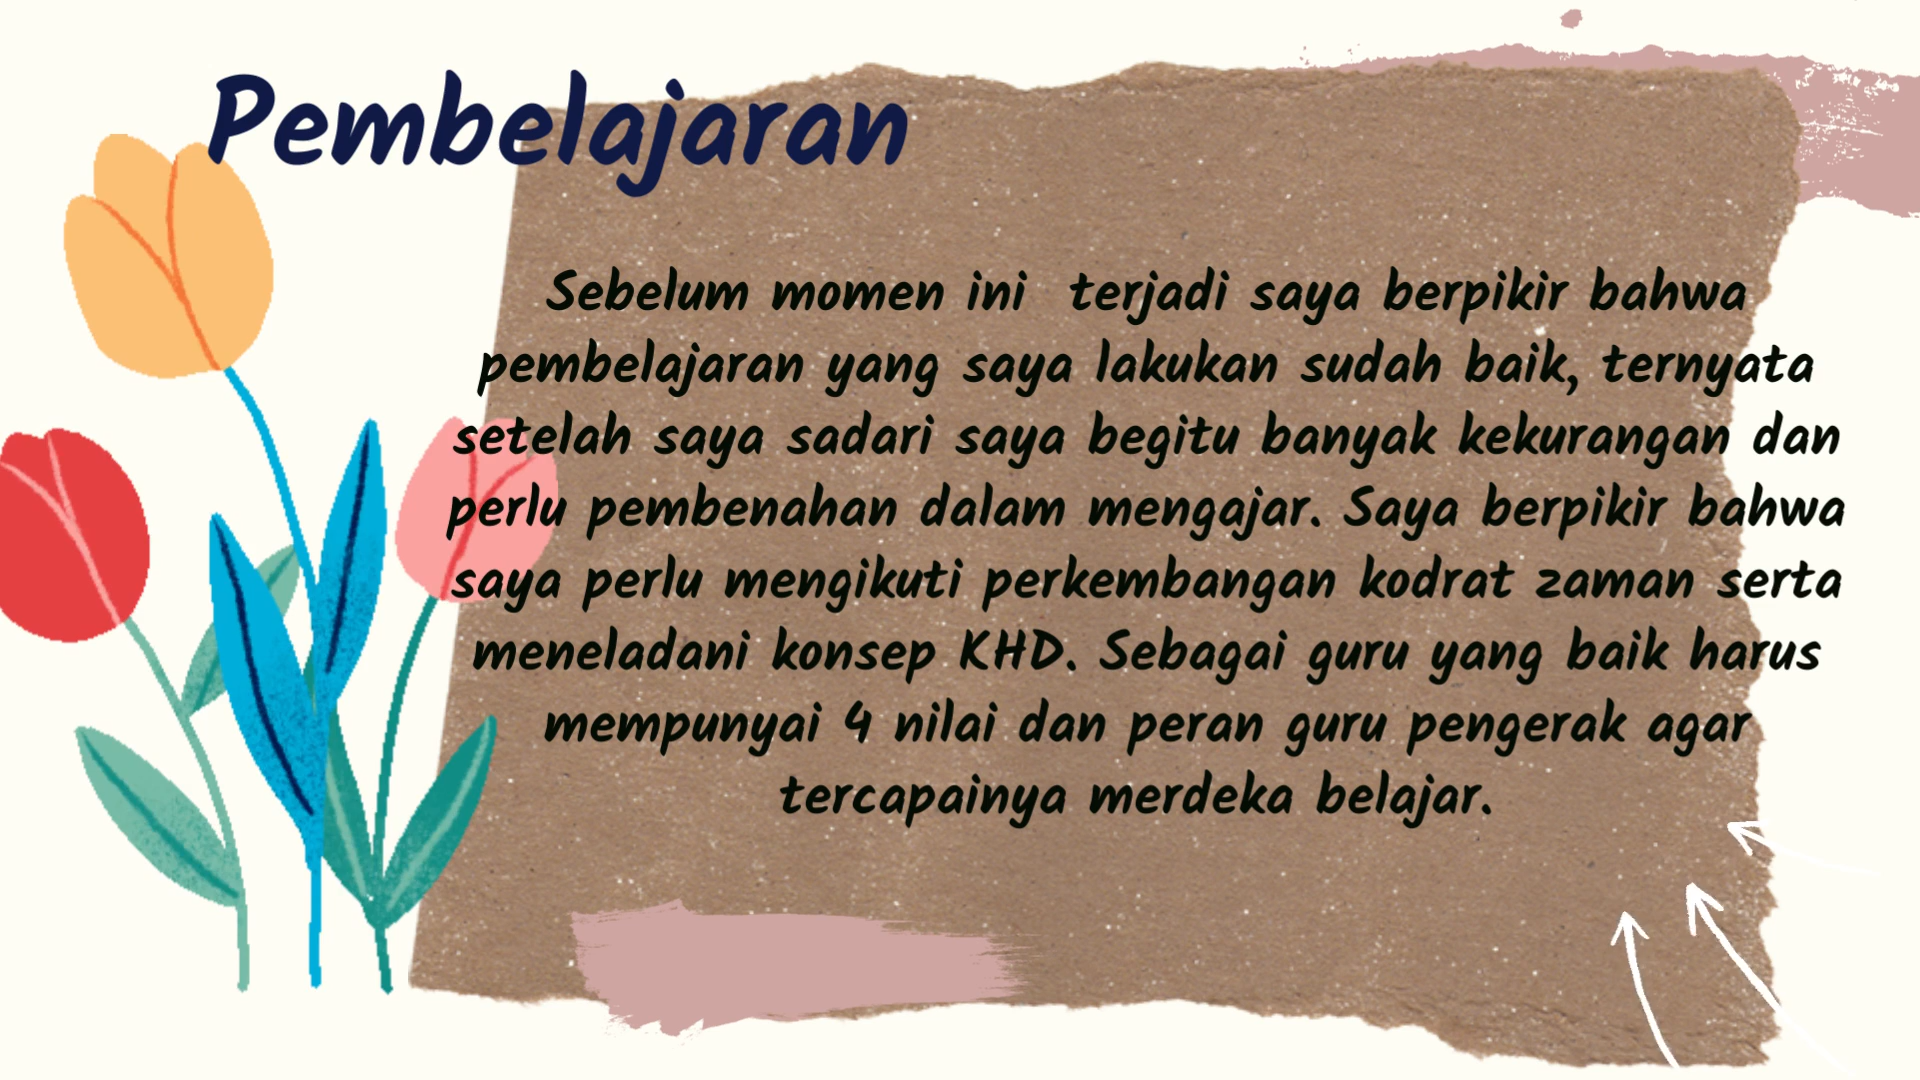 Pembelajaran
Sebelum momen ini terjadi saya berpikir bahwa
pembelajaran yang saya lakukan sudah baik, ternyata
setelah saya sadari saya begitu banyak kekurangan dan
perlu pembenahan dalam mengajar. Saya berpikir bahwa
saya perlu mengikuti perkembangan kodrat zaman serta
meneladani konsep KHD. Sebagai guru yang baik harus
mempunyai 4 nilai dan peran guru pengerak agar
tercapainya merdeka belajar.